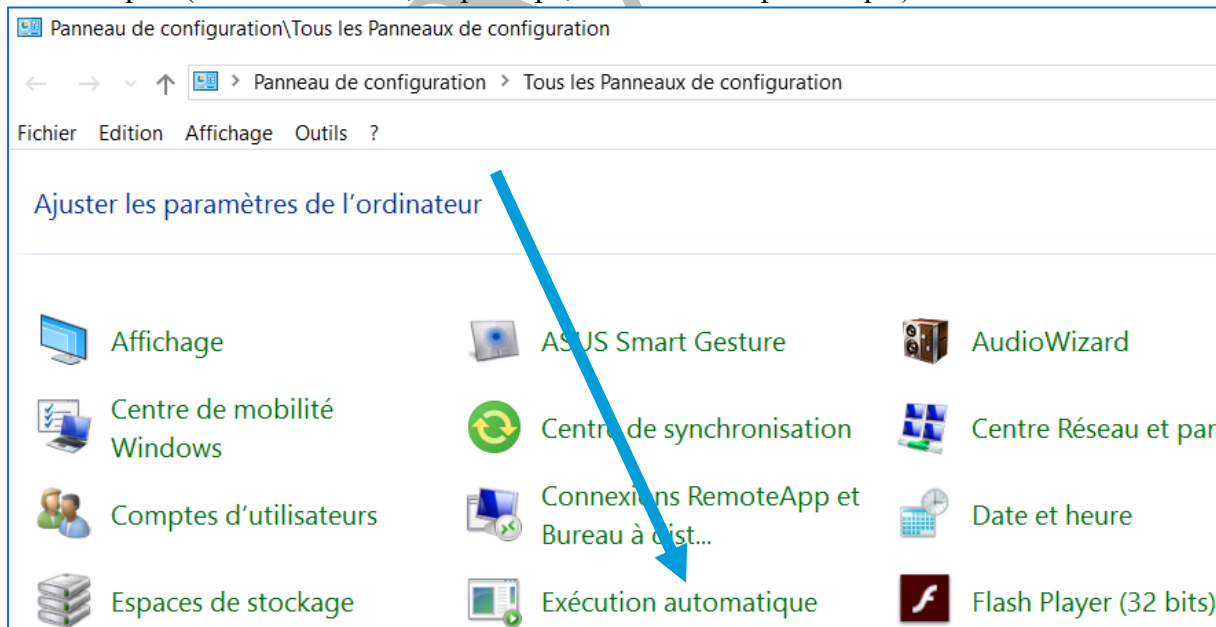 Panneau de configuration\Tous les Panneaux de configuration
Panneau de configuration > Tous les Panneaux de configuration
Fichier Edition Affichage Outils ?
Ajuster les paramètres de l'ordinateur
Affichage
ASUS Smart Gesture
AudioWizard
Centre de mobilité
Windows
Centre de synchronisation
Centre Réseau et par
Comptes d'utilisateurs
Connexions RemoteApp et
Bureau à dist...
Date et heure
Espaces de stockage
Exécution automatique
Flash Player (32 bits)